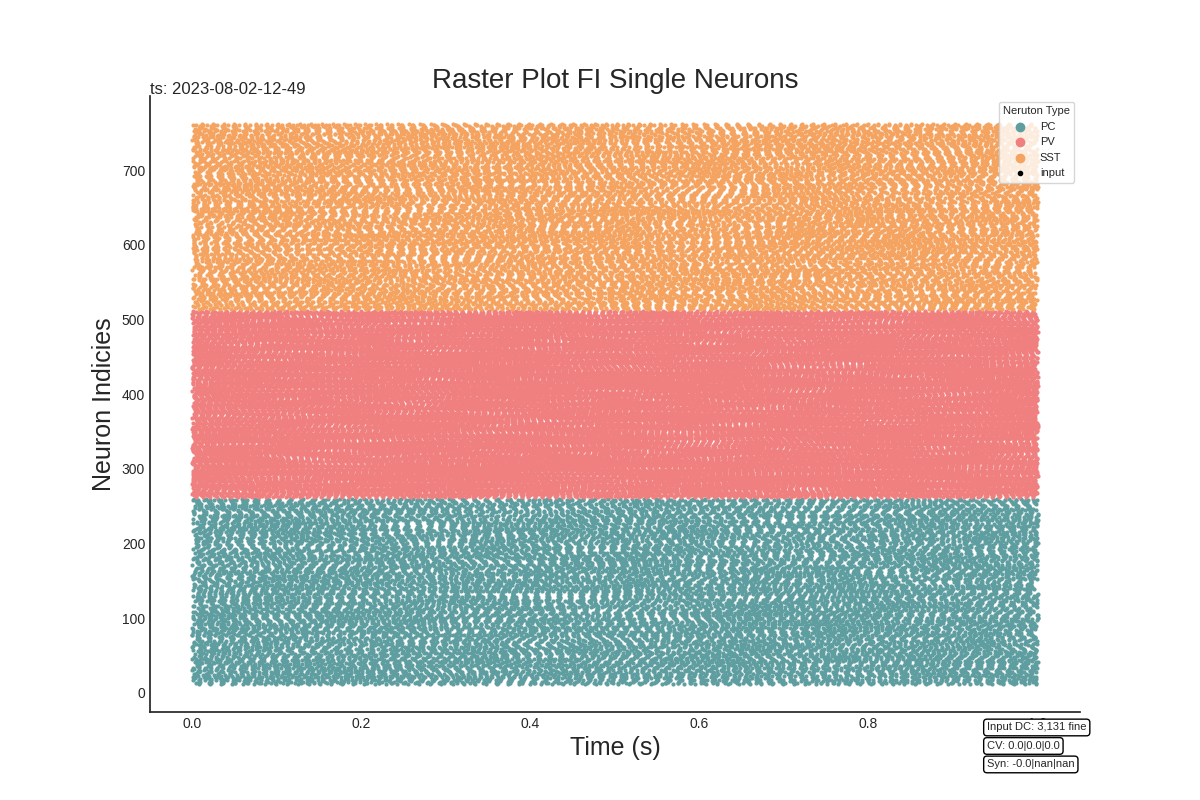 Raster Plot FI Single Neurons
ts: 2023-08-02-12-49
Neruton Type
PC
PV
SST
input
700
600
500
400
300
200
100
0
Neuron Indicies
0.0 0.2 0.4 0.6 0.8
Time (s)
Input DC: 3,131 fine
CV: 0.0|0.0|0.0
Syn: -0.0|nan|nan